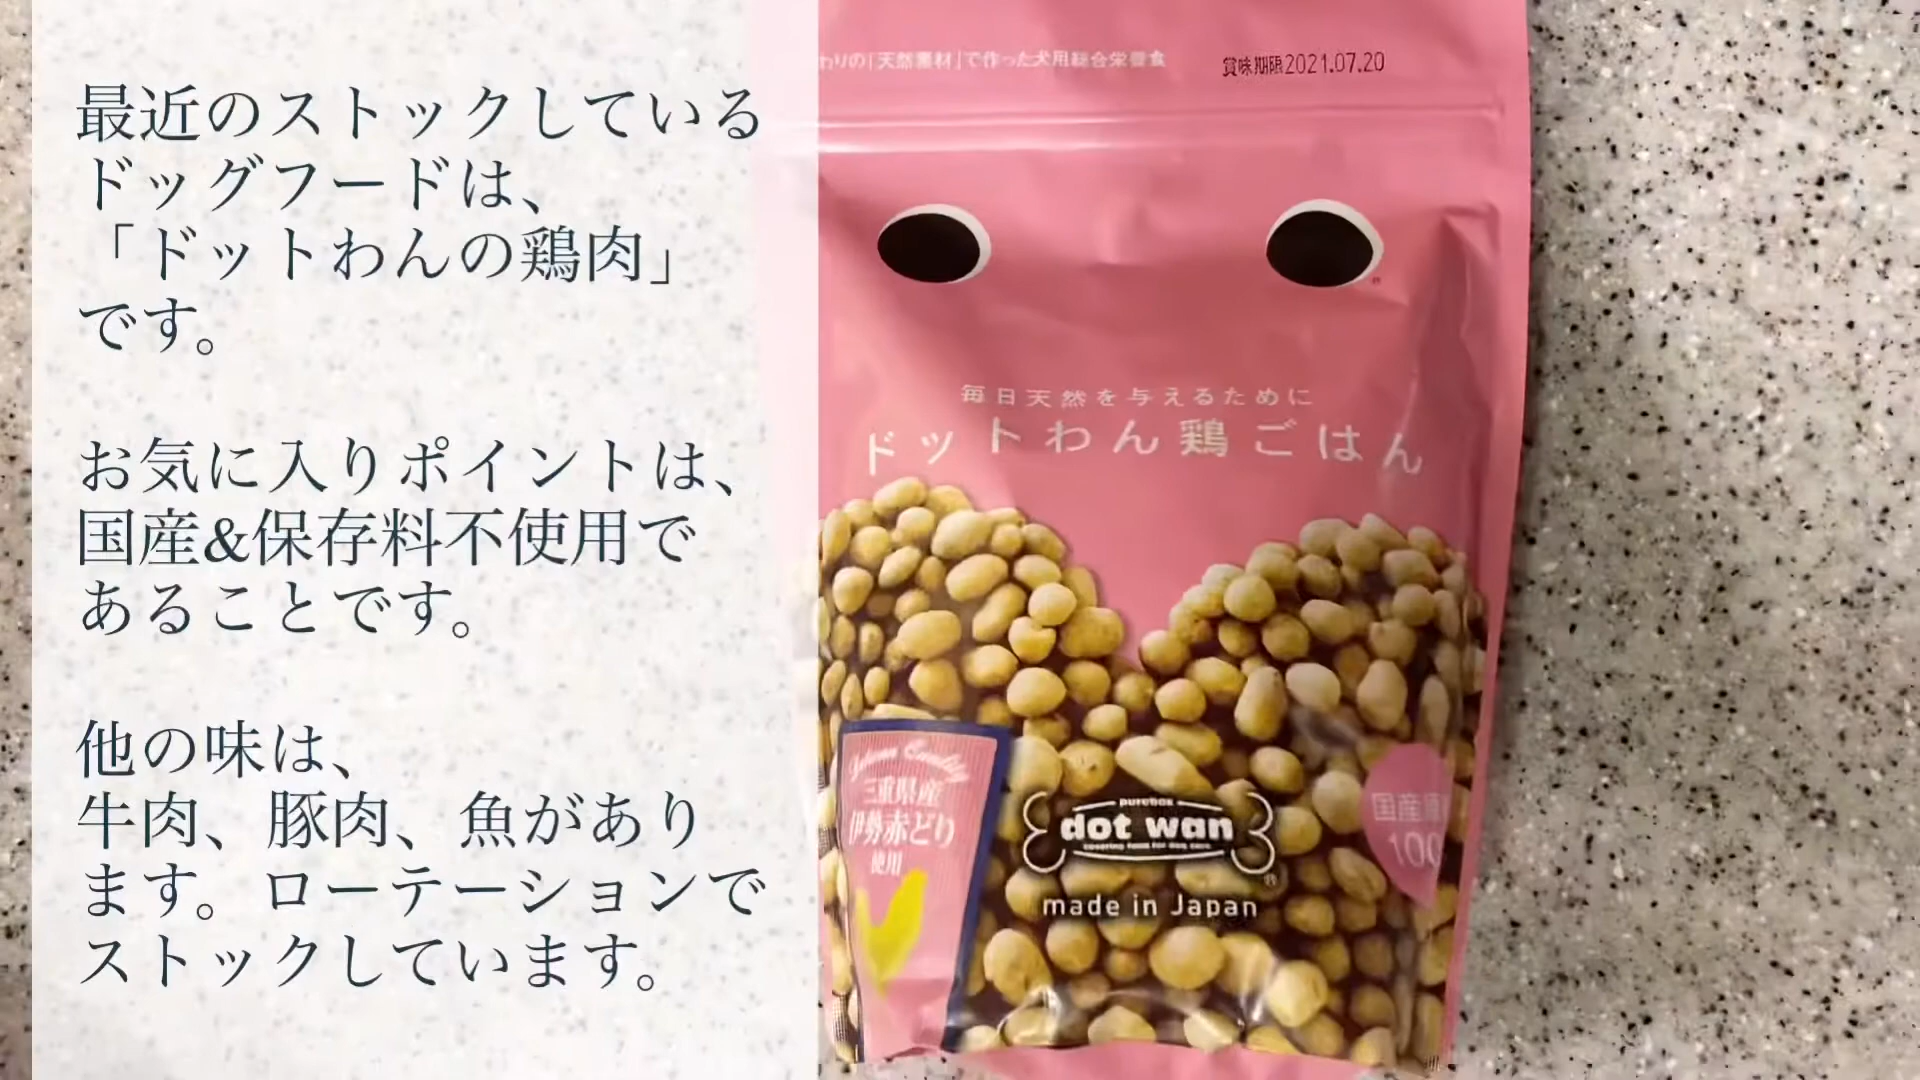 最近のストックしている
ドッグフードは、
「ドットわんの鶏肉」
です。
お気に入りポイントは、
国産&保存料不使用で
あることです。
他の味は、
牛肉、豚肉、魚があり
ます。ローテーションで
ストックしています。
わりの「天然素材」で作った犬用総合栄養食
賞味期限2021.07.20
毎日天然を与えるために
ドットわん鶏ごはん
Japan Quality
三重県産
伊勢赤どり
使用
purebox
dot wan
made in Japan
国産
100